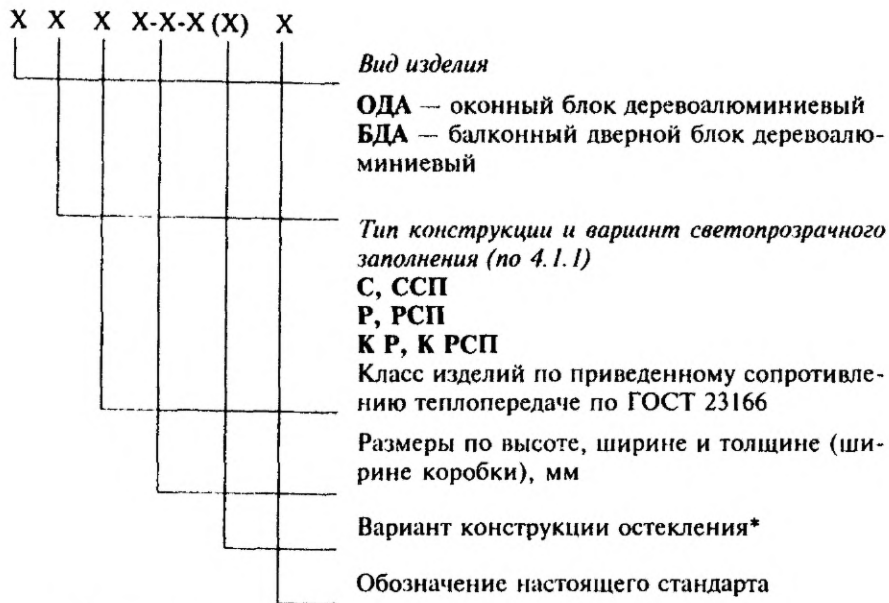 X X X X-X-X (X) X
Вид изделия
ОДА — оконный блок деревоалюминиевый
БДА — балконный дверной блок деревоалю-
миниевый
Тип конструкции и вариант светопрозрачного
заполнения (по 4.1.1)
С, ССП
Р, РСП
К Р, К РСП
Класс изделий по приведенному сопротивле-
нию теплопередаче по ГОСТ 23166
Размеры по высоте, ширине и толщине (ши-
рине коробки), мм
Вариант конструкции остекления*
Обозначение настоящего стандарта